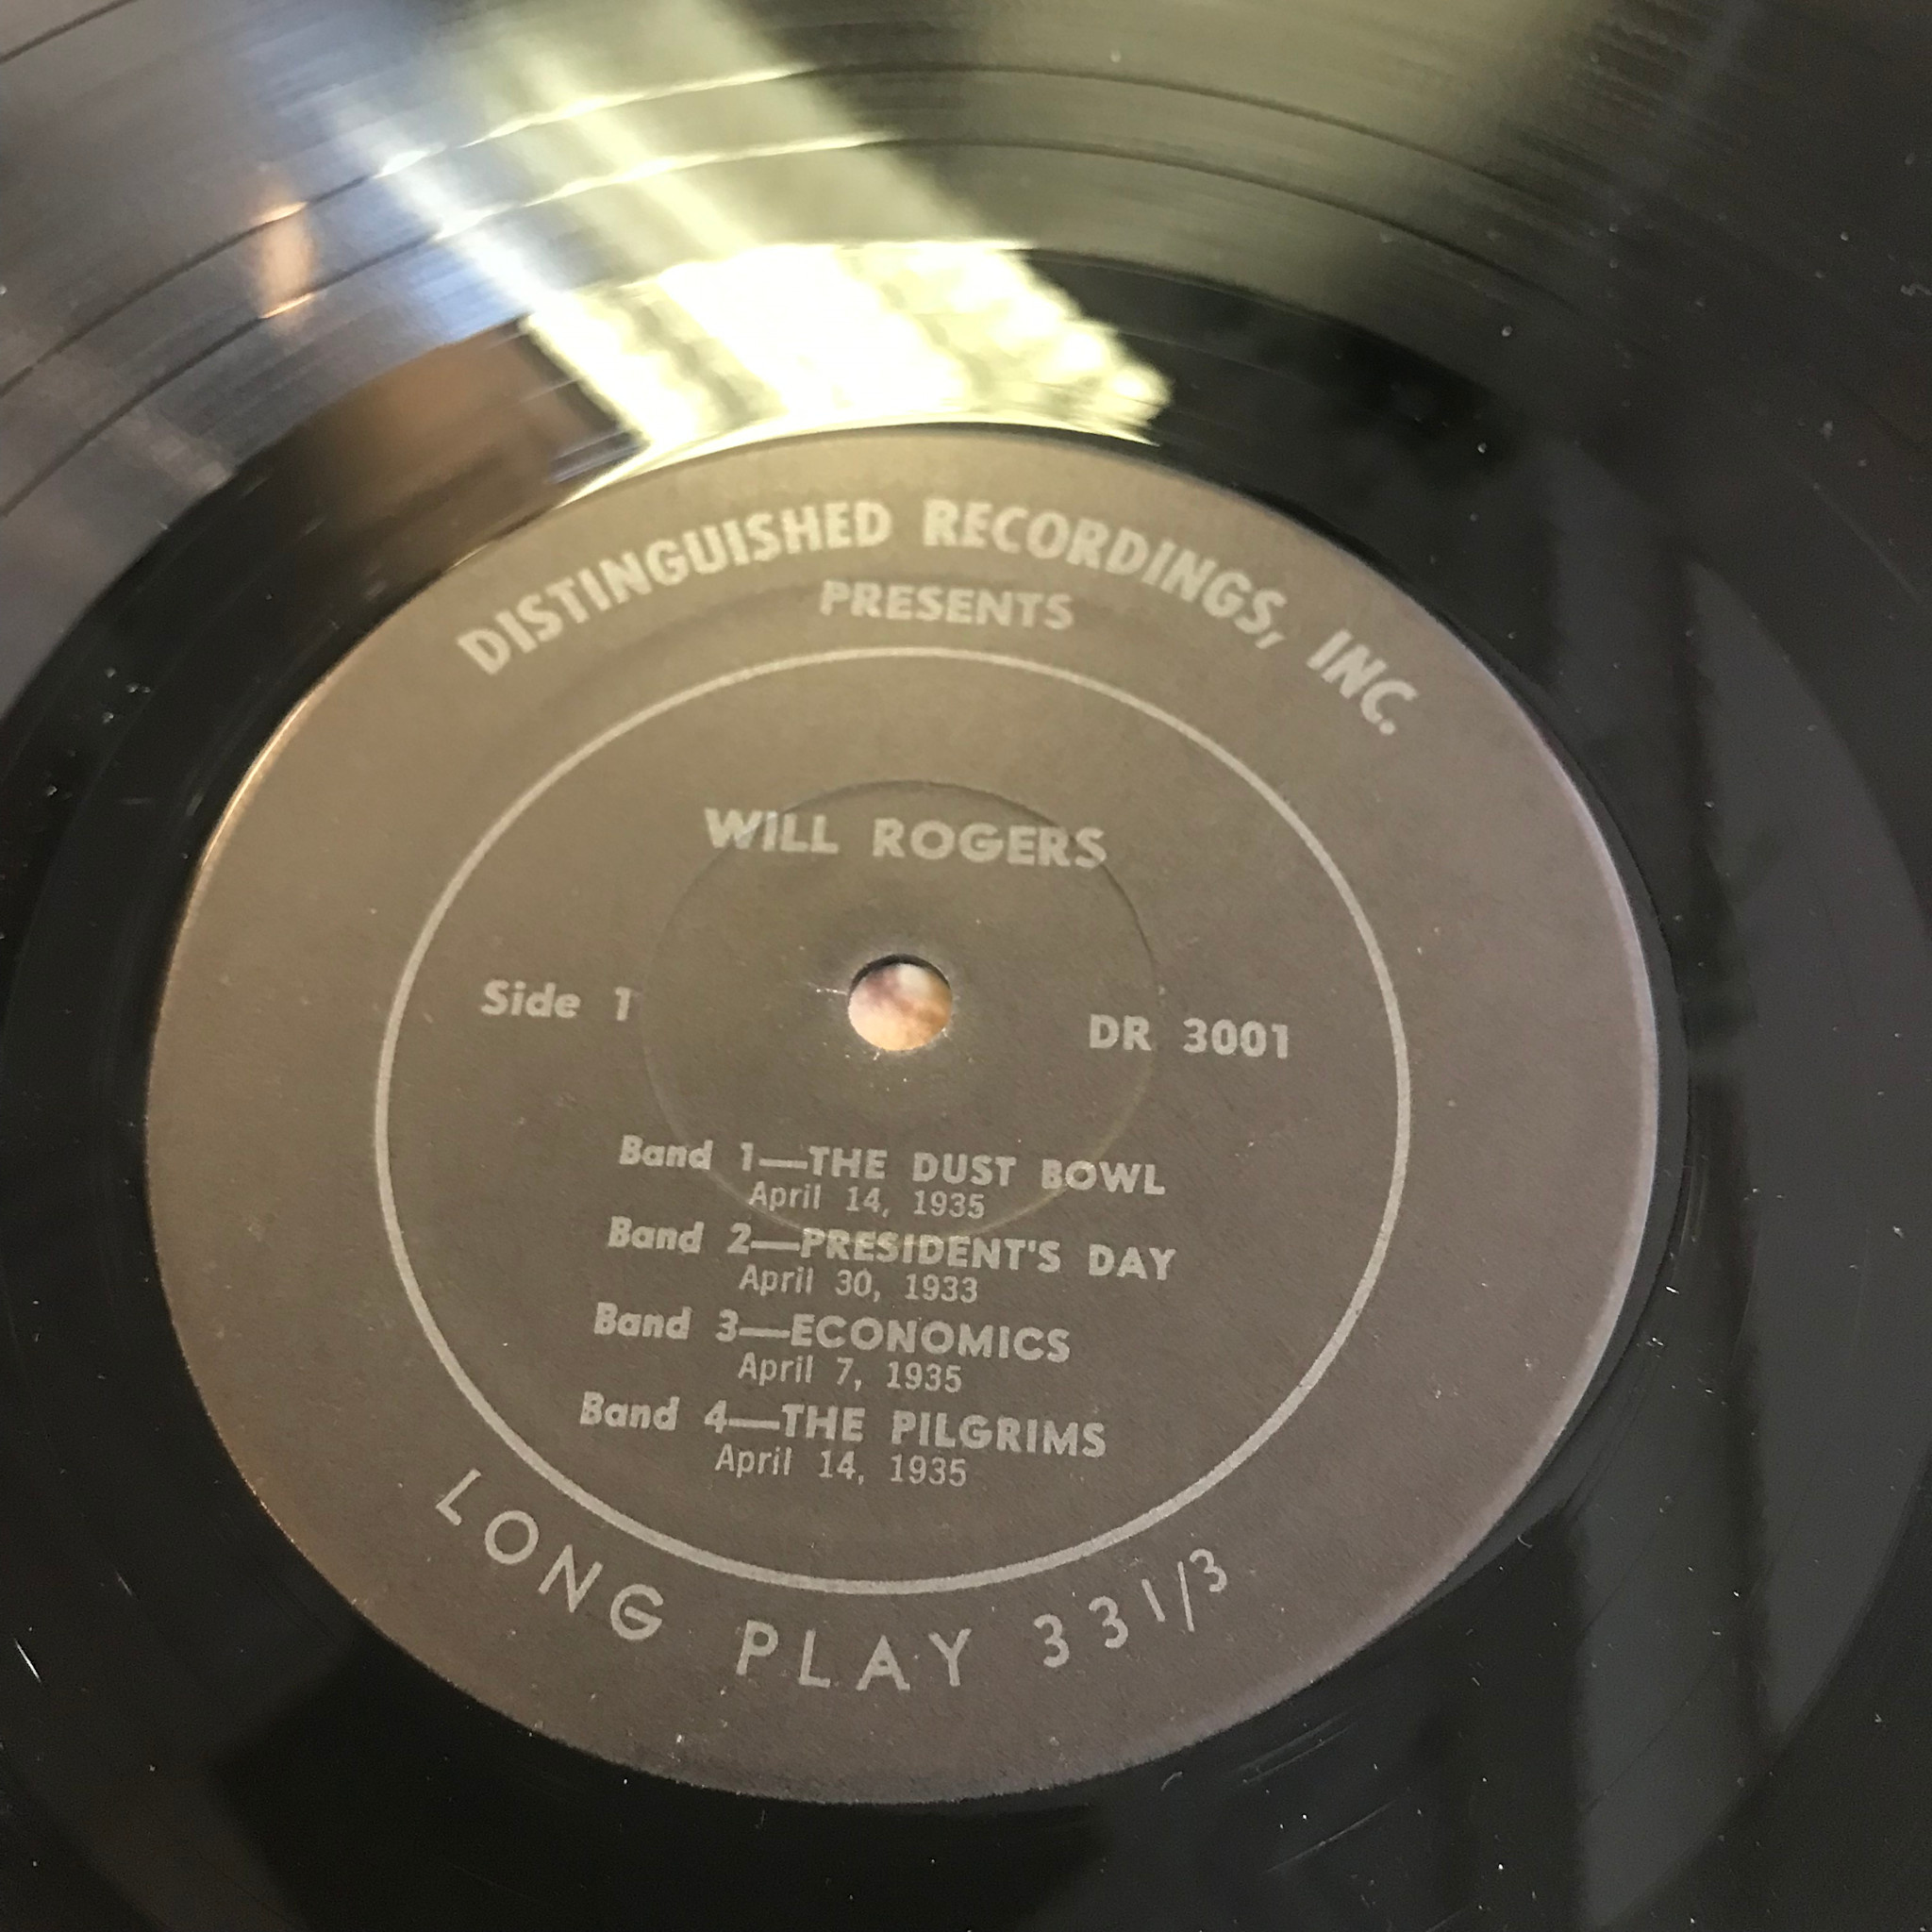 DISTINGUISHED RECORDINGS, INC.
PRESENTS
WILL ROGERS
Side 1
DR 3001
Band 1—THE DUST BOWL
April 14, 1935
Band 2—PRESIDENT'S DAY
April 30, 1933
Band 3—ECONOMICS
April 7, 1935
Band 4—THE PILGRIMS
April 14, 1935
LONG PLAY 33 1/3